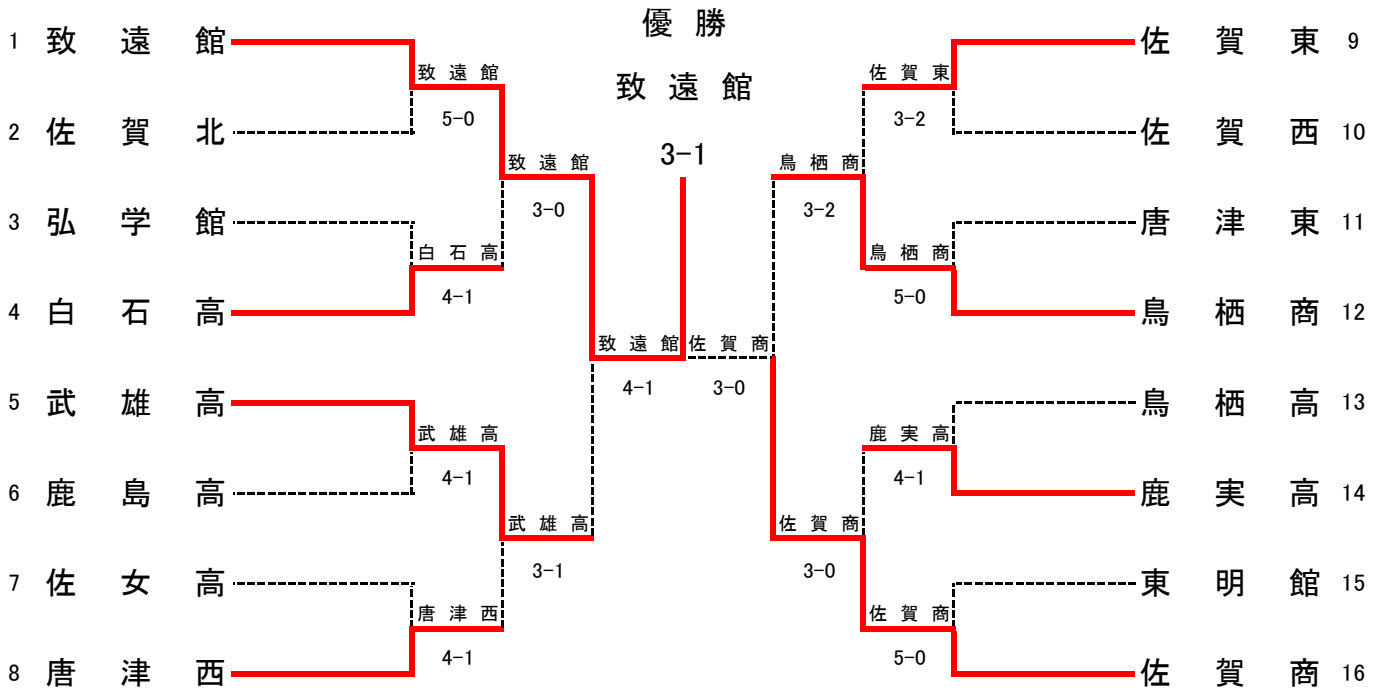 優勝
致遠館
3-1
1 致遠館
致遠館
5-0
2 佐賀北
致遠館
3-0
3 弘学館
白石高
4-1
4 白石高
致遠館
4-1
5 武雄高
武雄高
4-1
6 鹿島高
武雄高
3-1
7 佐女高
唐津西
4-1
8 唐津西
佐賀東 9
佐賀東
3-2
佐賀西 10
鳥栖商
3-2
唐津東 11
鳥栖商
5-0
鳥栖商 12
佐賀商
3-0
鳥栖高 13
鹿実高
4-1
鹿実高 14
佐賀商
3-0
東明館 15
佐賀商
5-0
佐賀商 16